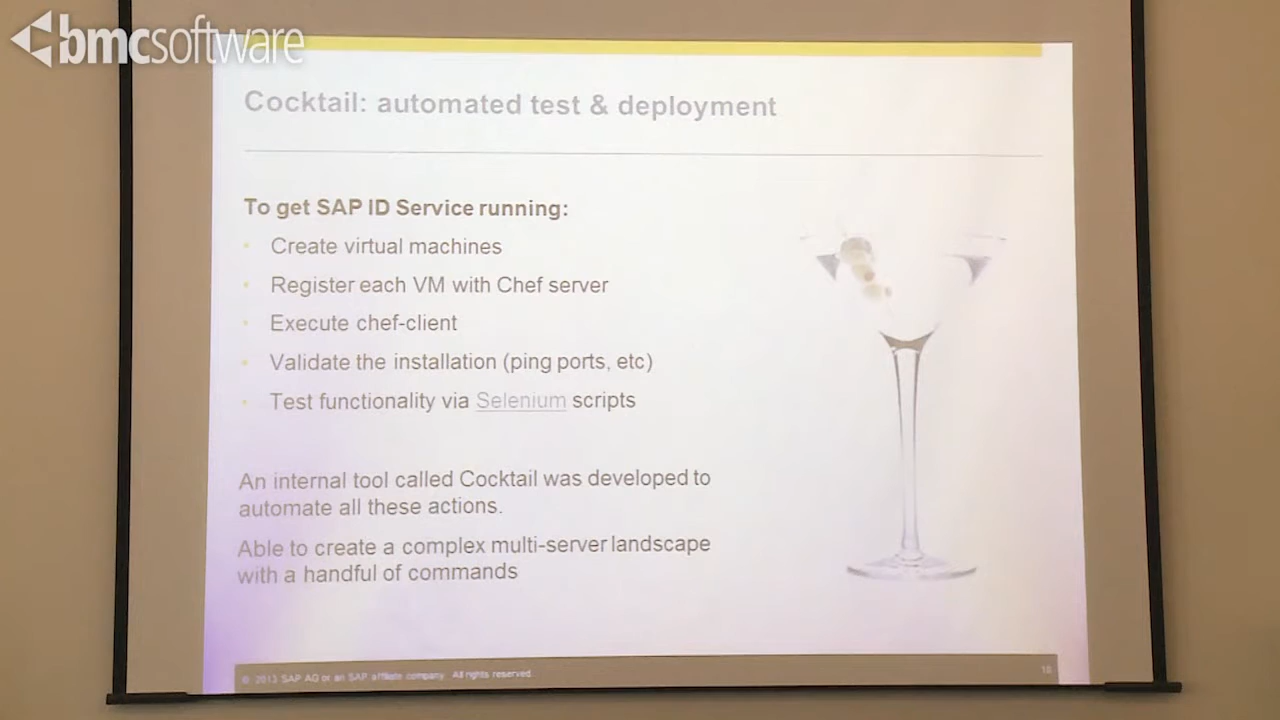 bmcsoftware
Cocktail: automated test & deployment
To get SAP ID Service running:
• Create virtual machines
• Register each VM with Chef server
• Execute chef-client
• Validate the installation (ping ports, etc)
• Test functionality via Selenium scripts
An internal tool called Cocktail was developed to
automate all these actions.
Able to create a complex multi-server landscape
with a handful of commands
© 2013 SAP AG or an SAP affiliate company. All rights reserved.